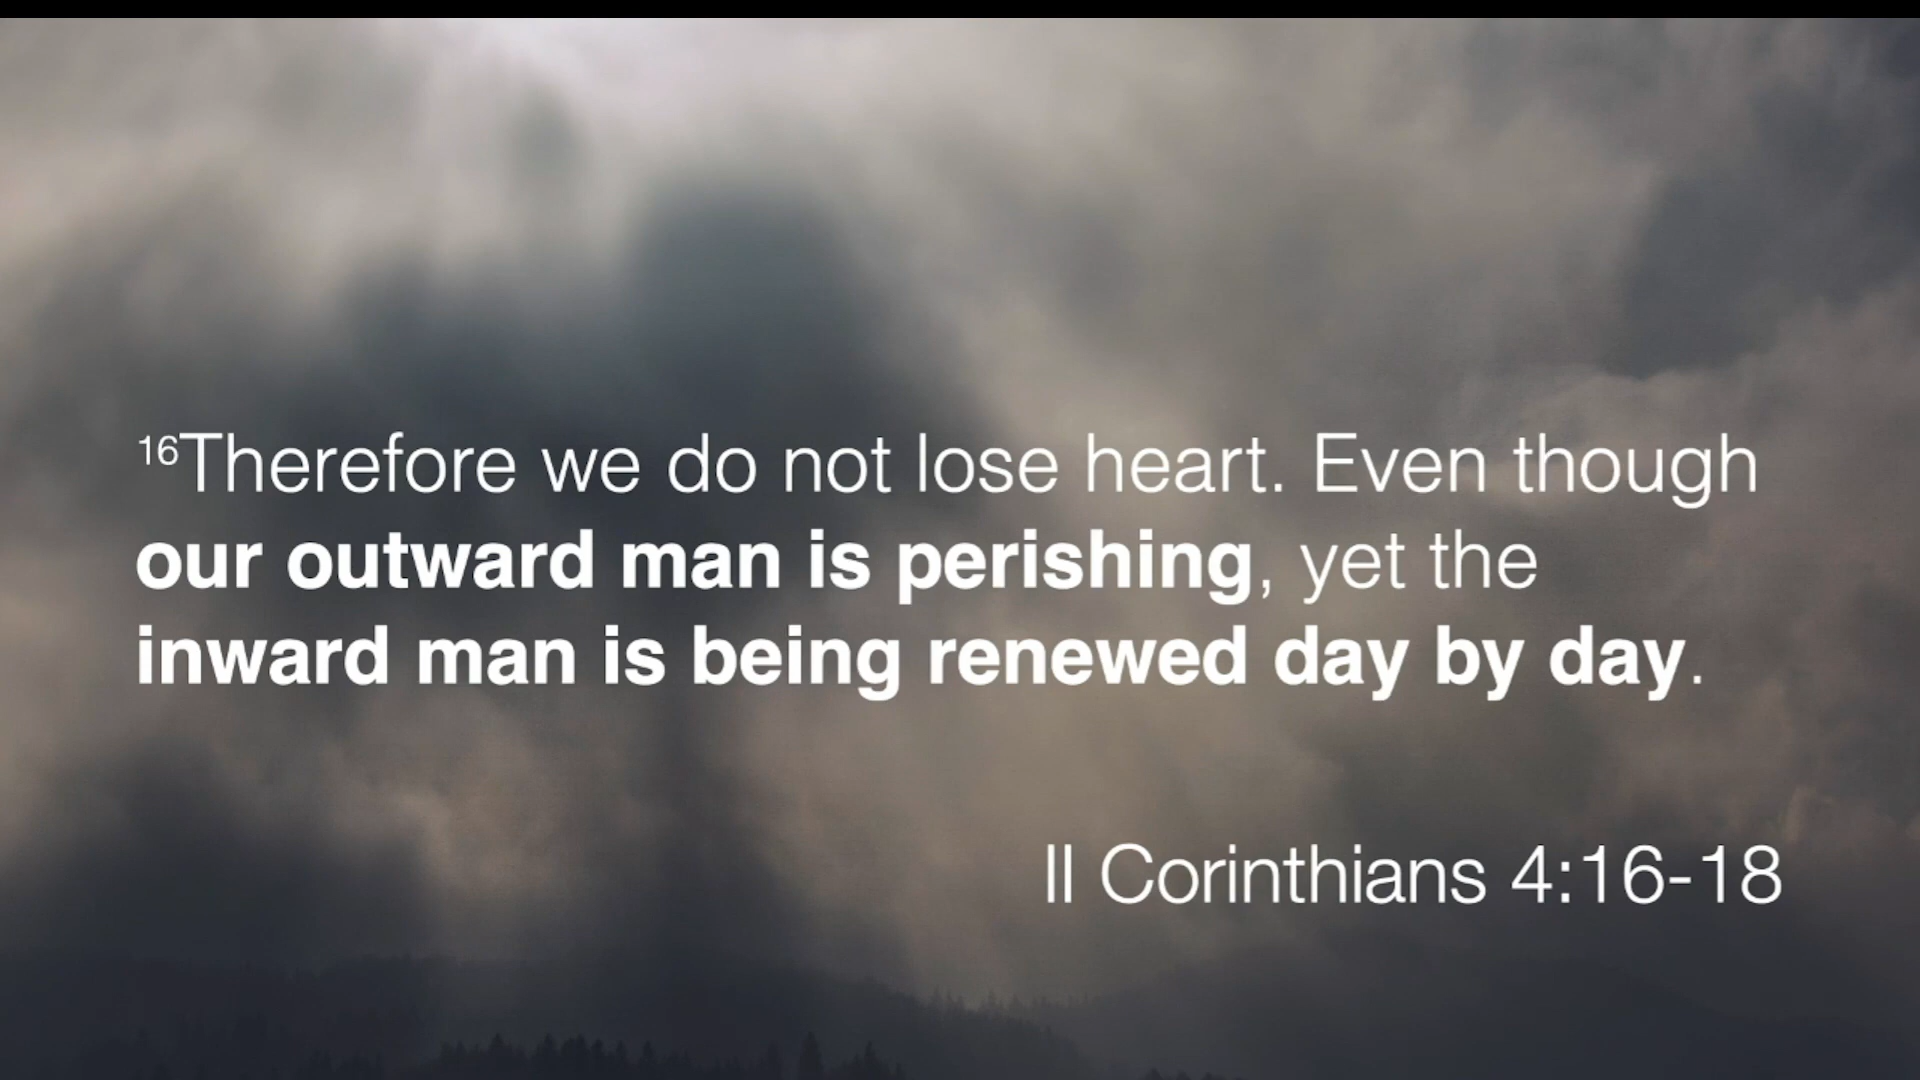 16Therefore we do not lose heart. Even though
our outward man is perishing, yet the
inward man is being renewed day by day.
II Corinthians 4:16-18